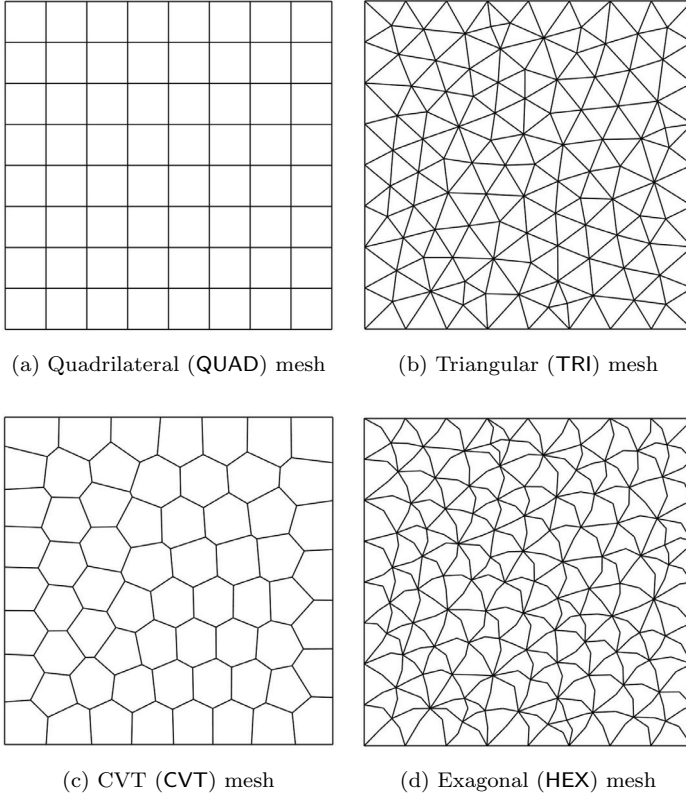 (a) Quadrilateral (QUAD) mesh
(b) Triangular (TRI) mesh
(c) CVT (CVT) mesh
(d) Exagonal (HEX) mesh